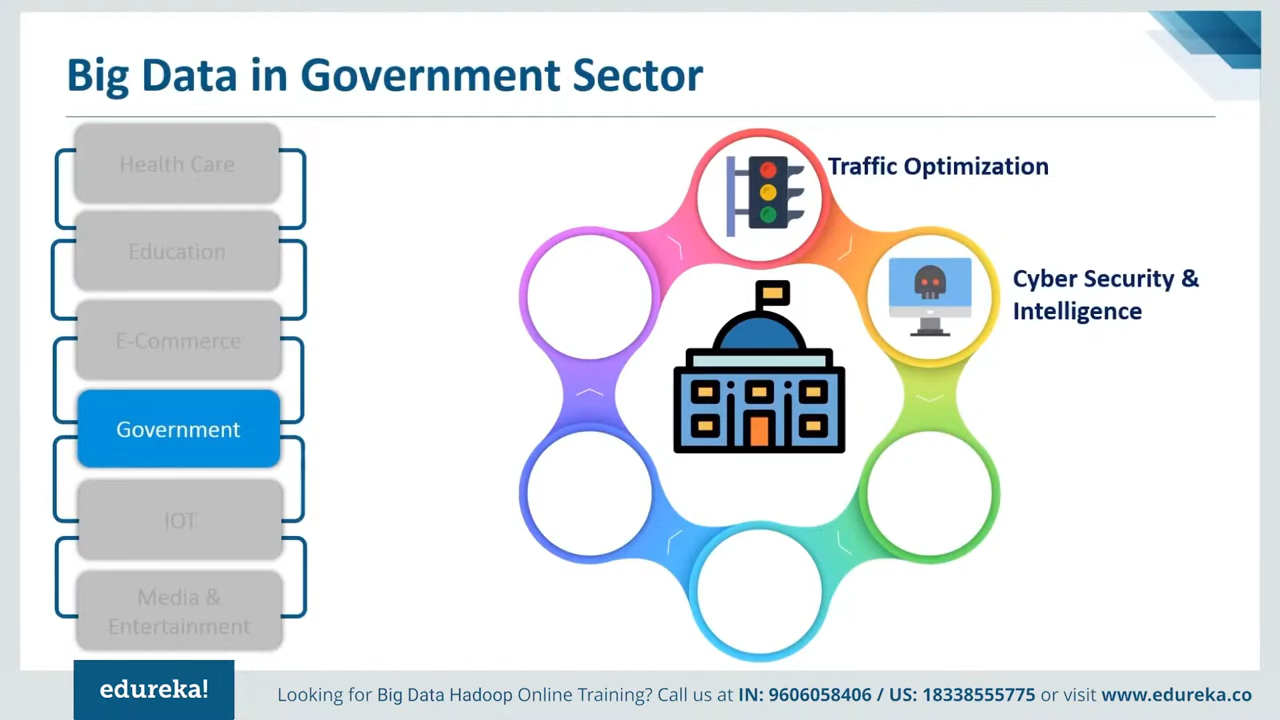 Big Data in Government Sector
Health Care
Education
E-Commerce
Government
IOT
Media &
Entertainment
Traffic Optimization
Cyber Security &
Intelligence
edureka!
Looking for Big Data Hadoop Online Training? Call us at IN: 9606058406 / US: 18338555775 or visit www.edureka.co